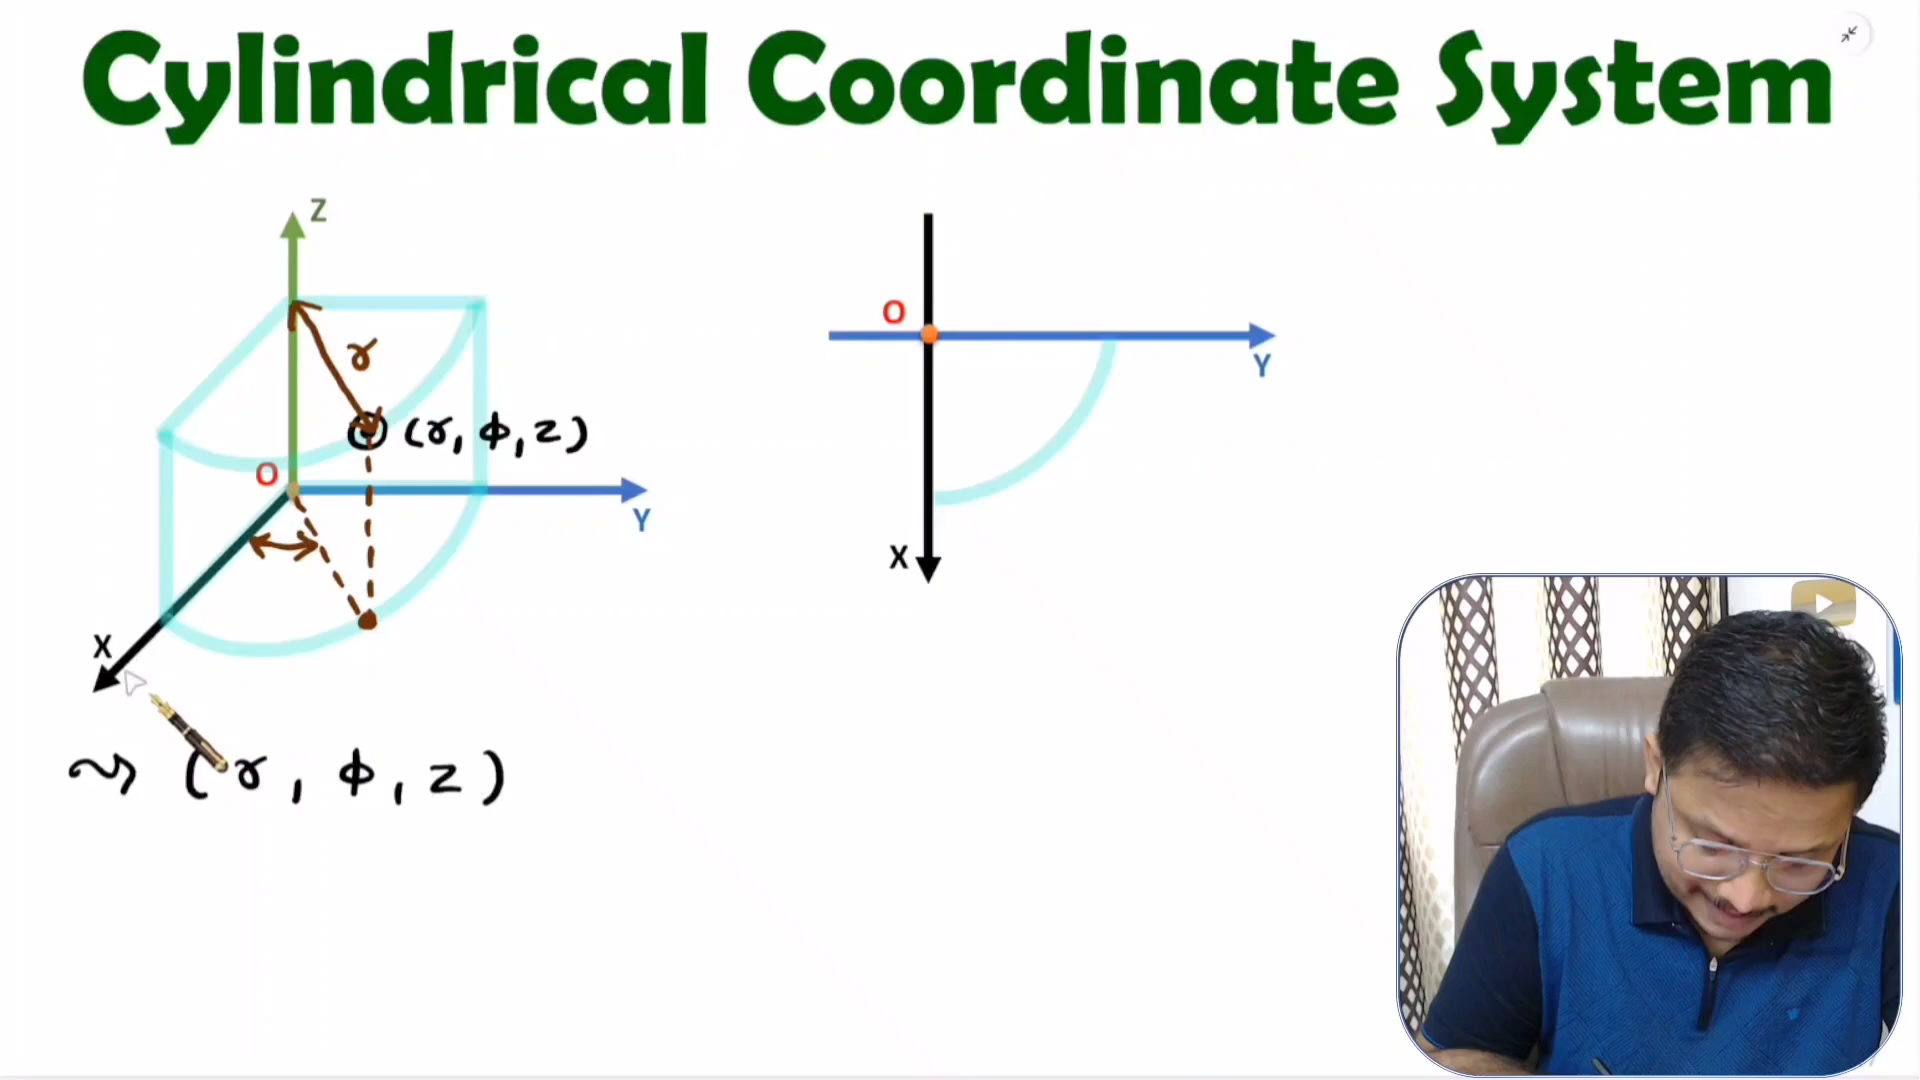 Cylindrical Coordinate System
Z
r
(r, ϕ, z)
O
Y
X
(r, ϕ, z)
O
Y
X